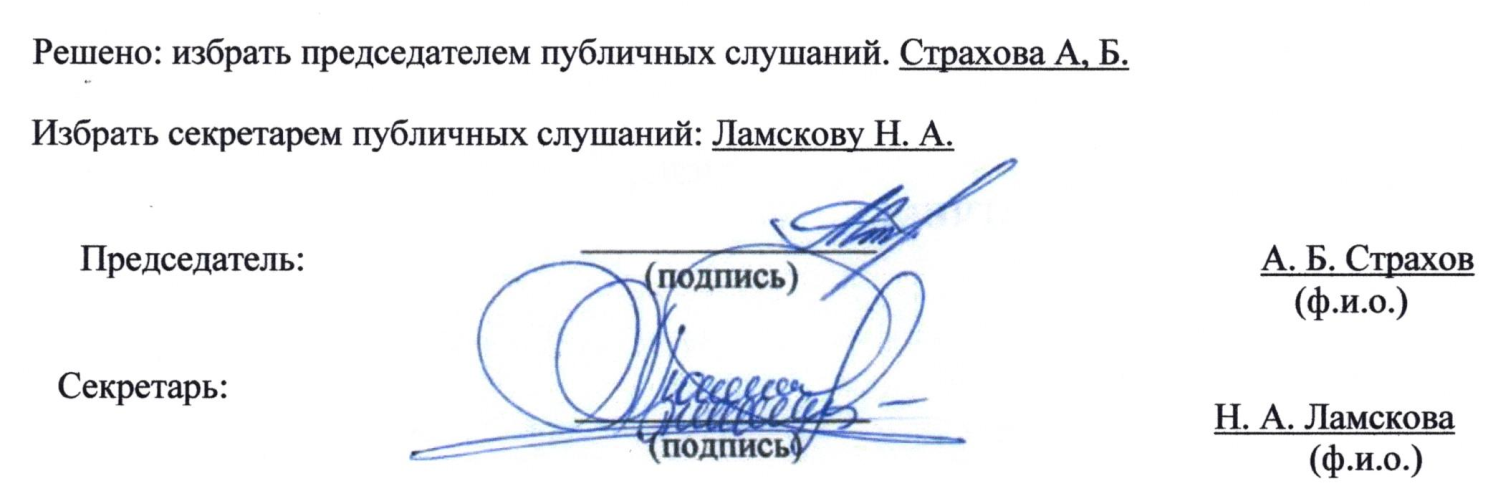 Решено: избрать председателем публичных слушаний. Страхова А, Б.
Избрать секретарем публичных слушаний: Ламскову Н. А.
Председатель:
(подпись)
А. Б. Страхов
(ф.и.о.)
Секретарь:
(подпись)
Н. А. Ламскова
(ф.и.о.)